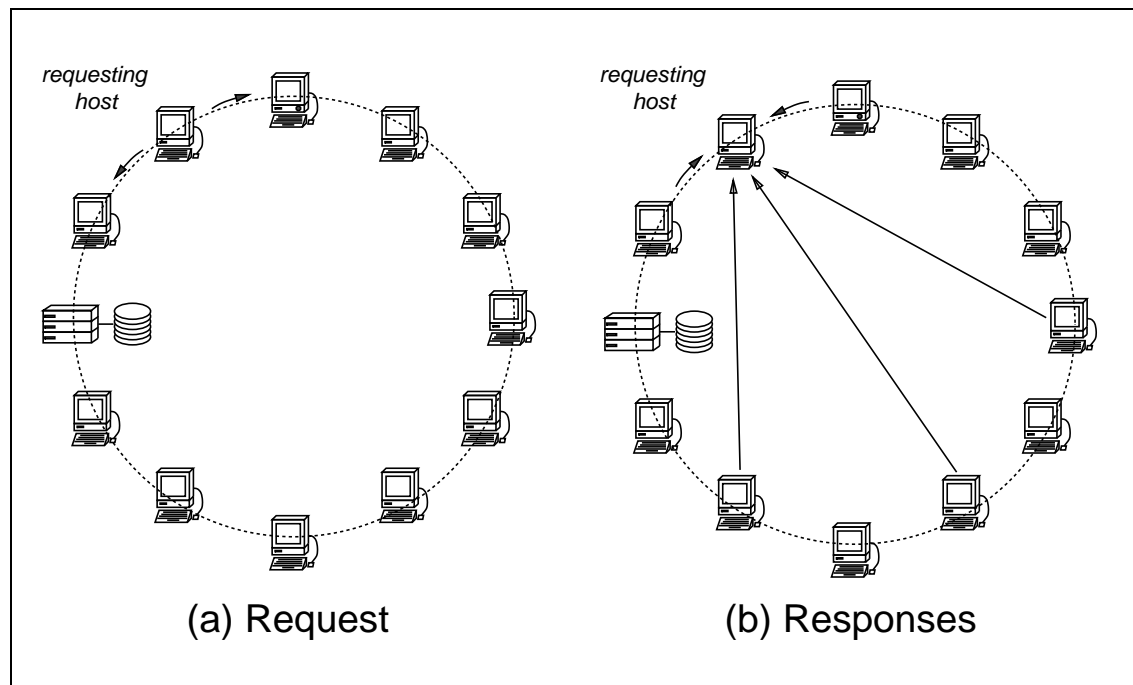 requesting
host
requesting
host
(a) Request
(b) Responses